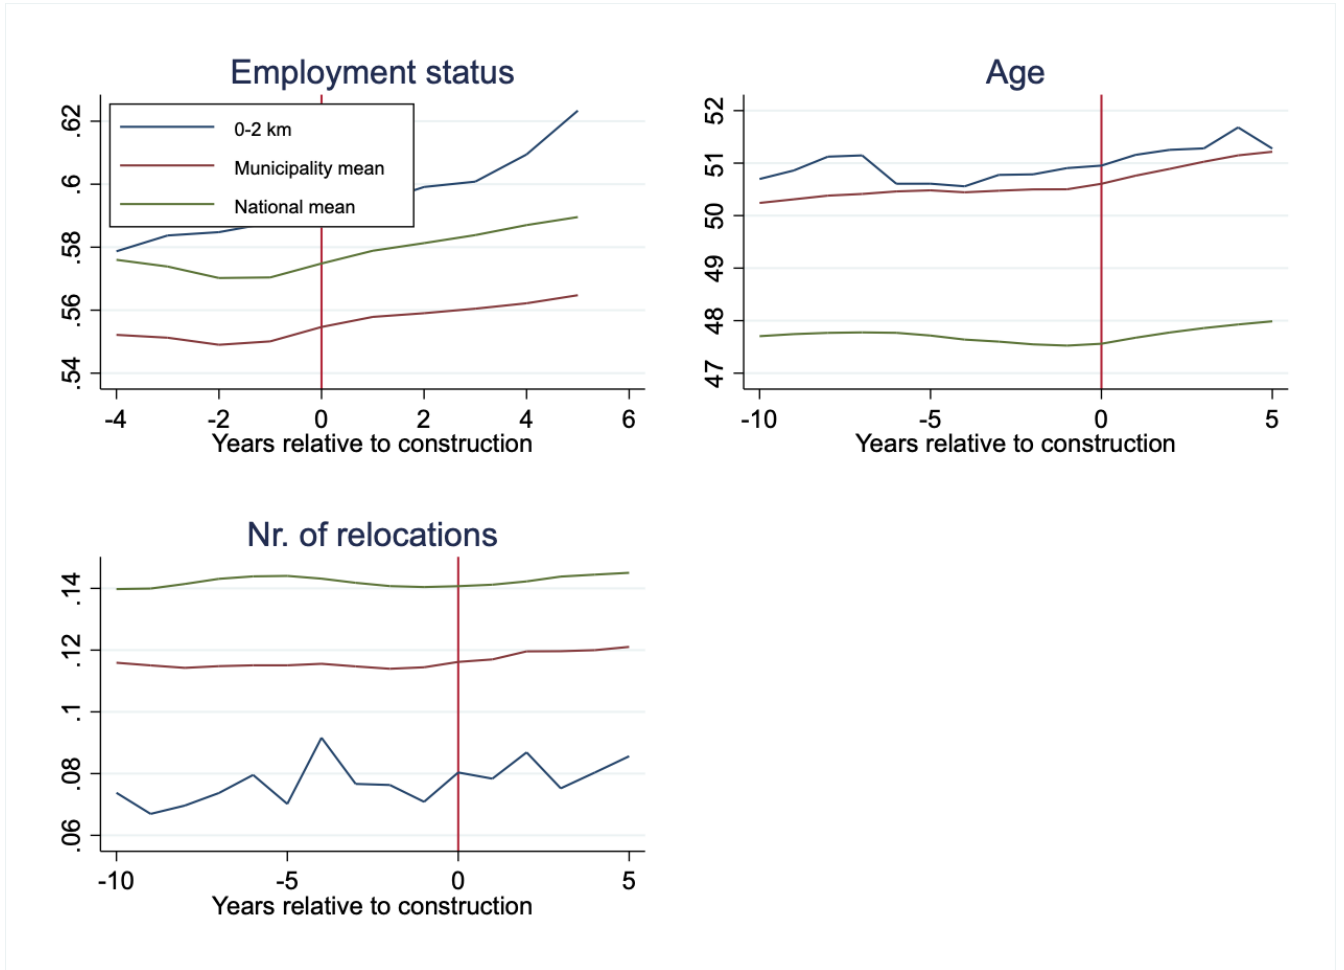 Employment status
.62
.6
.58
.56
.54
0-2 km
Municipality mean
National mean
-4 -2 0 2 4 6
Years relative to construction
Age
52
51
50
49
48
47
-10 -5 0 5
Years relative to construction
Nr. of relocations
.14
.12
.1
.08
.06
-10 -5 0 5
Years relative to construction